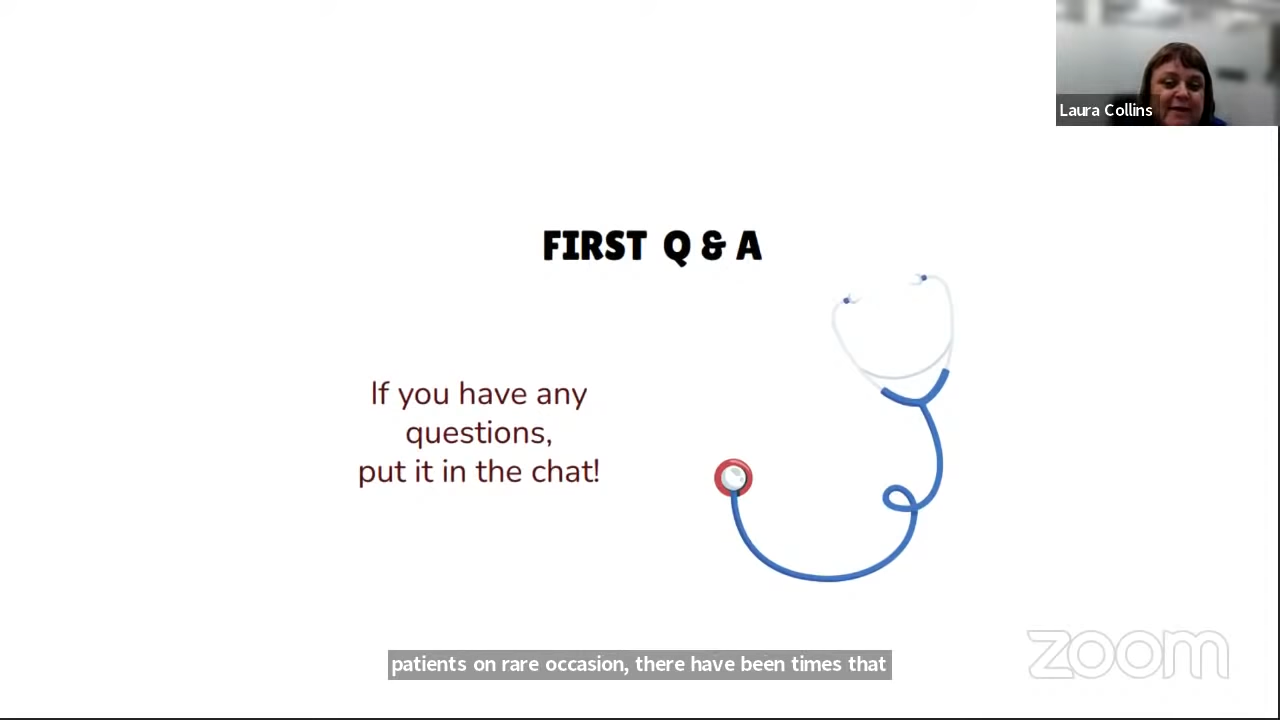 Laura Collins
FIRST Q & A
If you have any
questions,
put it in the chat!
patients on rare occasion, there have been times that
zoom